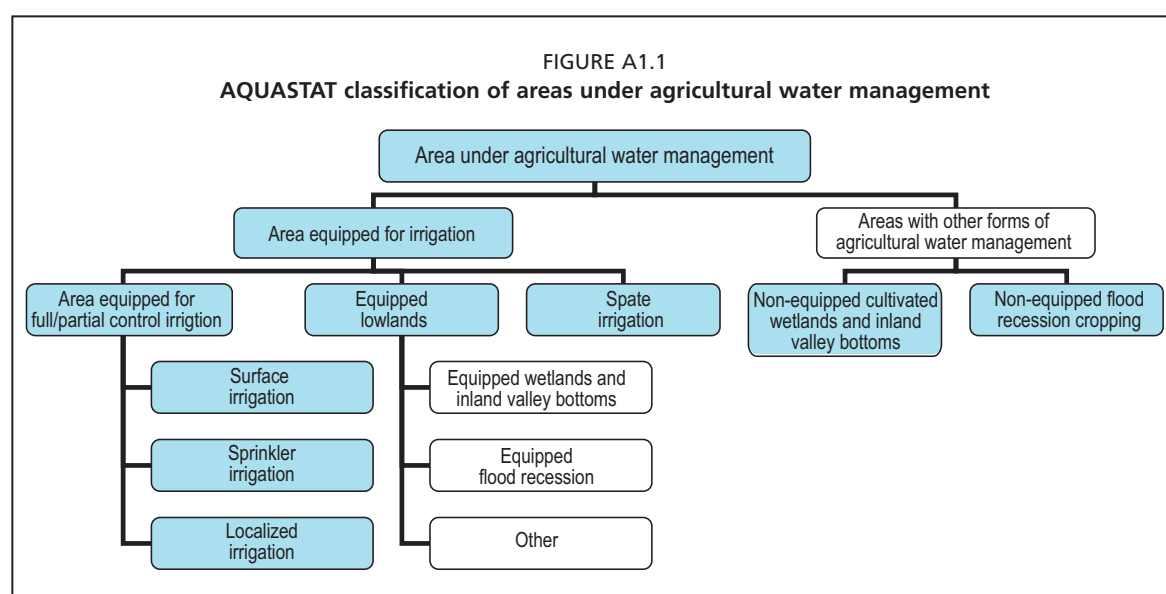 FIGURE A1.1
AQUASTAT classification of areas under agricultural water management
Area under agricultural water management
Area equipped for irrigation
Areas with other forms of
agricultural water management
Area equipped for
full/partial control irrigtion
Equipped
lowlands
Spate
irrigation
Non-equipped cultivated
wetlands and inland
valley bottoms
Non-equipped flood
recession cropping
Surface
irrigation
Equipped wetlands and
inland valley bottoms
Sprinkler
irrigation
Equipped
flood recession
Localized
irrigation
Other